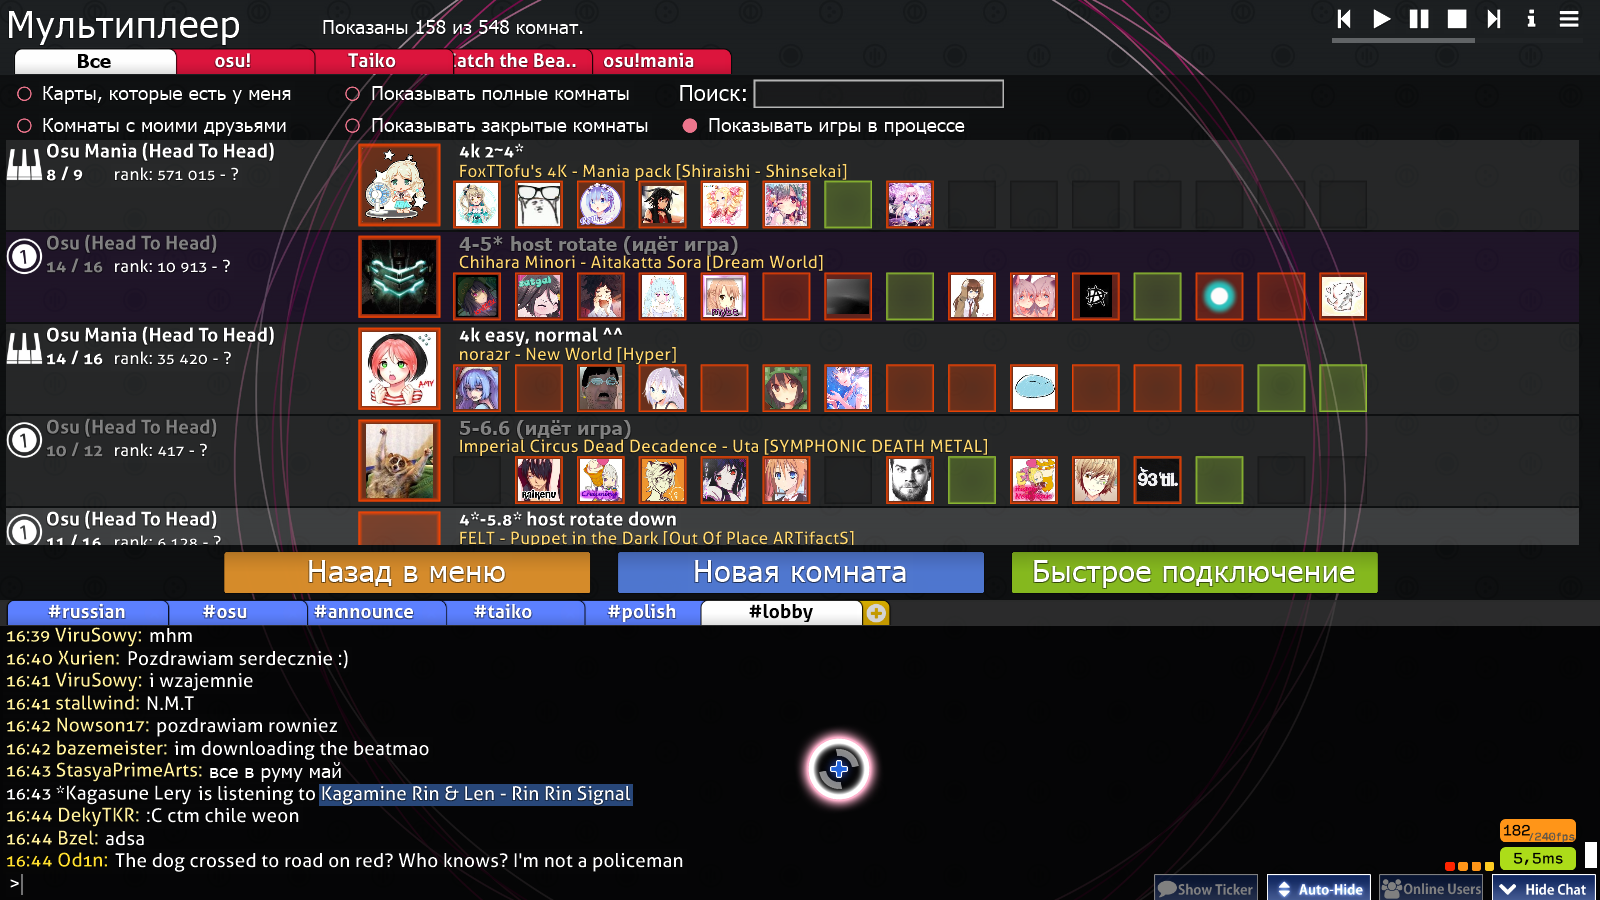 Мультиплеер
Показаны 158 из 548 комнат.
Все
osu!
Taiko
atch the Bea..
osu!mania
Карты, которые есть у меня
Показывать полные комнаты
Поиск:
Комнаты с моими друзьями
Показывать закрытые комнаты
Показывать игры в процессе
Osu Mania (Head To Head)
8 / 9 rank: 571 015 - ?
4k 2~4*
FoxTTofu's 4K - Mania pack [Shiraishi - Shinsekai]
1
Osu (Head To Head)
14 / 16 rank: 10 913 - ?
4-5* host rotate (идёт игра)
Chihara Minori - Aitakatta Sora [Dream World]
Osu Mania (Head To Head)
14 / 16 rank: 35 420 - ?
4k easy, normal ^^
nora2r - New World [Hyper]
AMY
1
Osu (Head To Head)
10 / 12 rank: 417 - ?
5-6.6 (идёт игра)
Imperial Circus Dead Decadence - Uta [SYMPHONIC DEATH METAL]
93'til.
1
Osu (Head To Head)
11 / 16 rank: 6 128 - ?
4*-5.8* host rotate down
FELT - Puppet in the Dark [Out Of Place ARTifactS]
Назад в меню
Новая комната
Быстрое подключение
#russian
#osu
#announce
#taiko
#polish
#lobby
16:39 ViruSowy: mhm
16:40 Xurien: Pozdrawiam serdecznie :)
16:41 ViruSowy: i wzajemnie
16:41 stallwind: N.M.T
16:42 Nowson17: pozdrawiam rowniez
16:42 bazemeister: im downloading the beatmao
16:43 StasyaPrimeArts: все в руму май
16:43 *Kagasune Lery is listening to Kagamine Rin & Len - Rin Rin Signal
16:44 DekyTKR: :C ctm chile weon
16:44 Bzel: adsa
16:44 Od1n: The dog crossed to road on red? Who knows? I'm not a policeman
>
182/240fps
5,5ms
Show Ticker
Auto-Hide
Online Users
Hide Chat